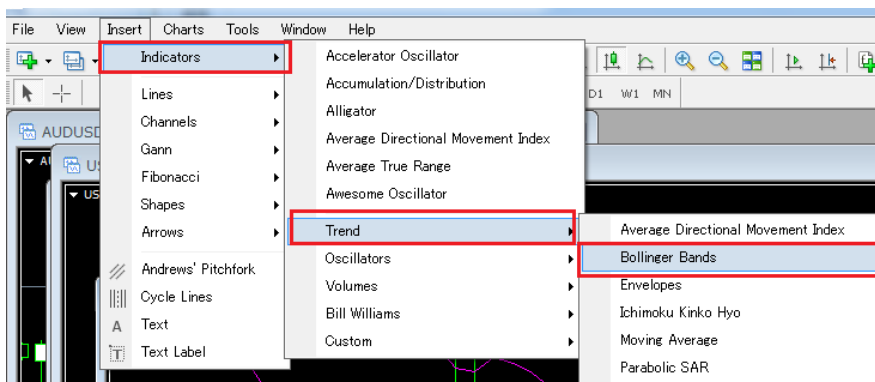 File View Insert Charts Tools Window Help
Indicators
Lines
Channels
Gann
Fibonacci
Shapes
Arrows
Andrews' Pitchfork
Cycle Lines
A Text
T Text Label
Accelerator Oscillator
Accumulation/Distribution
Alligator
Average Directional Movement Index
Average True Range
Awesome Oscillator
Trend
Oscillators
Volumes
Bill Williams
Custom
Average Directional Movement Index
Bollinger Bands
Envelopes
Ichimoku Kinko Hyo
Moving Average
Parabolic SAR
D1 W1 MN
AUDUSD
US